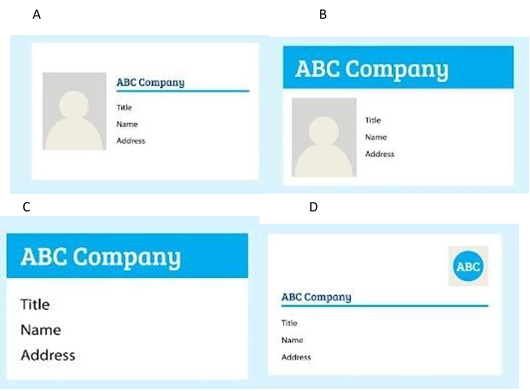 A
ABC Company
Title
Name
Address
B
ABC Company
Title
Name
Address
C
ABC Company
Title
Name
Address
D
ABC
ABC Company
Title
Name
Address